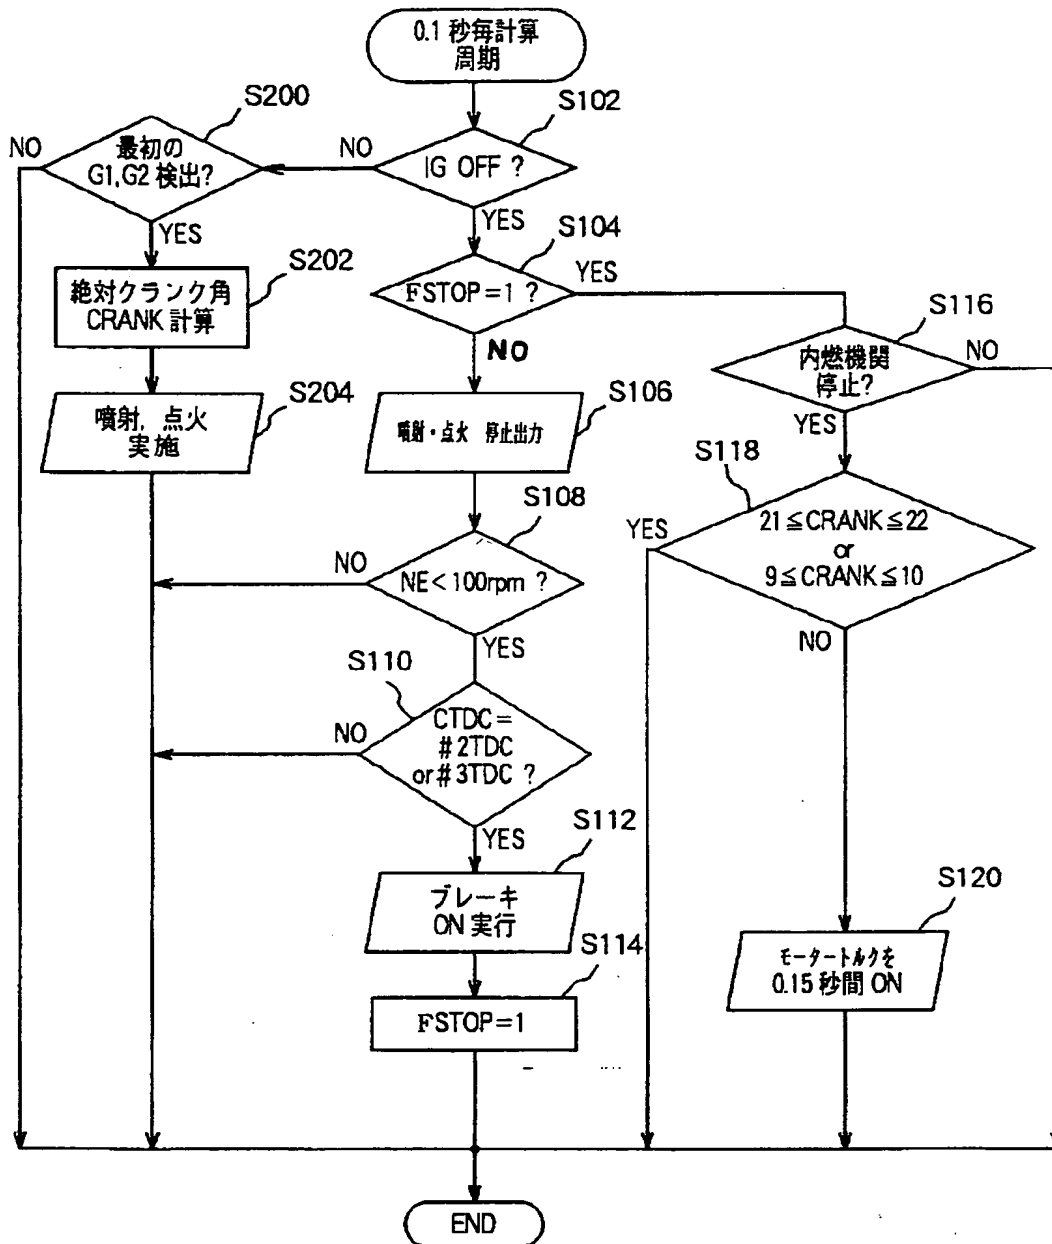 0.1 秒毎計算
周期
S200
S102
NO
最初の
G1,G2 検出?
NO
IG OFF ?
YES
YES
S104
S202
FSTOP=1 ?
YES
絶対クランク角
CRANK 計算
NO
S116
内燃機関
停止?
NO
S204
噴射, 点火
実施
S106
噴射・点火 停止出力
YES
S118
S108
YES
21≦CRANK≦22
or
9≦CRANK≦10
NO
NE<100rpm ?
NO
YES
S110
NO
CTDC=
#2TDC
or#3TDC ?
YES
S112
ブレーキ
ON 実行
S120
モータートルクを
0.15 秒間 ON
S114
FSTOP=1
END